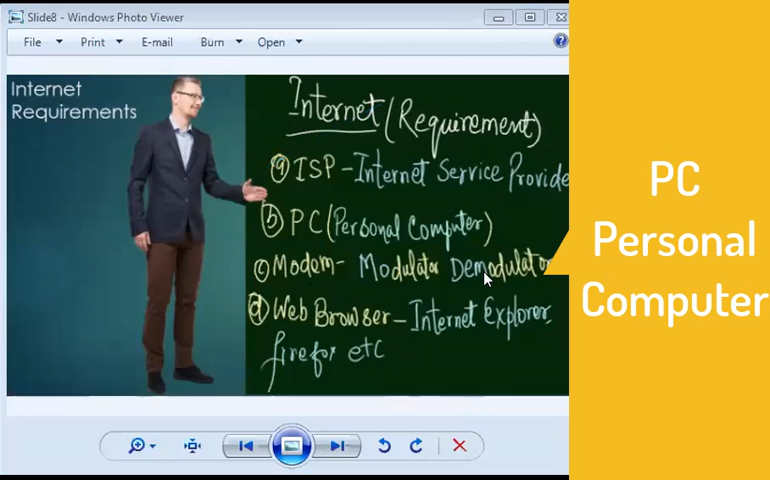 Slide8 - Windows Photo Viewer
File Print E-mail Burn Open
Internet
Requirements
Internet (Requirement)
(a) ISP - Internet Service Provide
(b) PC (Personal Computer)
(c) Modem - Modulator Demodulator
(d) Web Browser - Internet Explorer,
firefox etc
PC
Personal
Computer